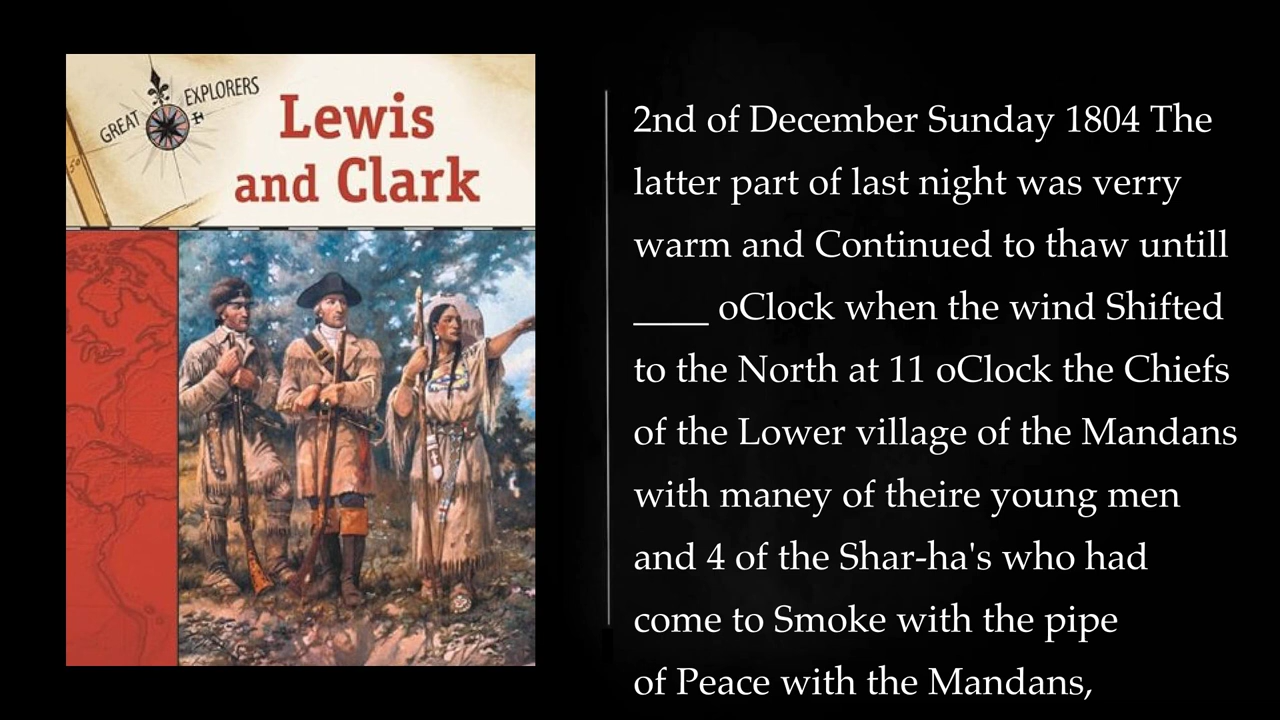 GREAT EXPLORERS
Lewis
and Clark
2nd of December Sunday 1804 The
latter part of last night was verry
warm and Continued to thaw untill
____ oClock when the wind Shifted
to the North at 11 oClock the Chiefs
of the Lower village of the Mandans
with maney of theire young men
and 4 of the Shar-ha's who had
come to Smoke with the pipe
of Peace with the Mandans,